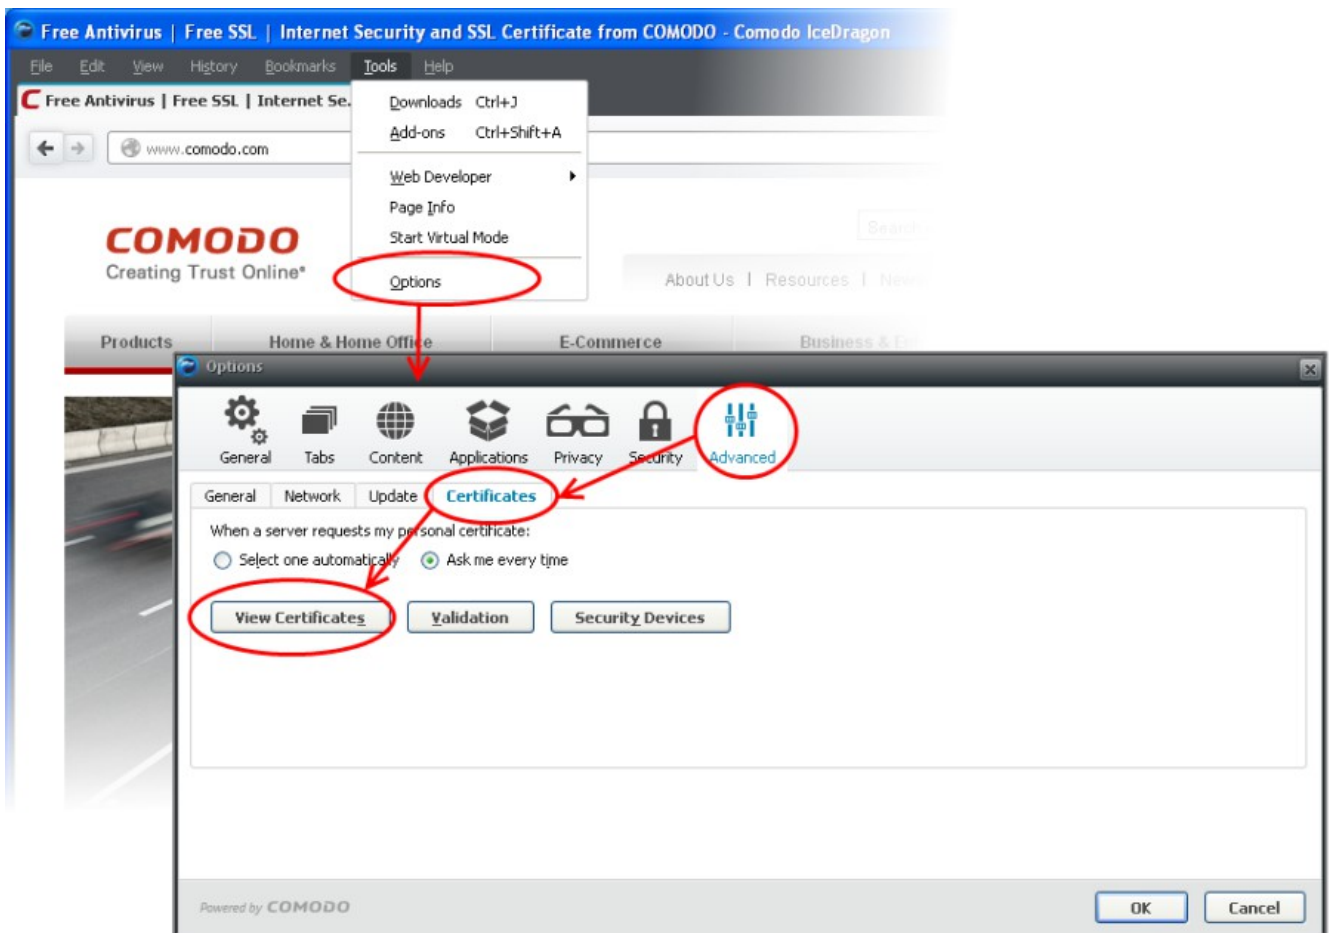 Free Antivirus | Free SSL | Internet Security and SSL Certificate from COMODO - Comodo IceDragon
File Edit View History Bookmarks Tools Help
Free Antivirus | Free SSL | Internet Se.
Downloads Ctrl+J
Add-ons Ctrl+Shift+A
www.comodo.com
Web Developer
Page Info
Start Virtual Mode
Options
COMODO
Creating Trust Online®
Search
About Us | Resources | News
Products Home & Home Office E-Commerce Business &
Options
General Tabs Content Applications Privacy Security Advanced
General Network Update Certificates
When a server requests my personal certificate:
Select one automatically Ask me every time
View Certificates Validation Security Devices
Powered by COMODO
OK Cancel